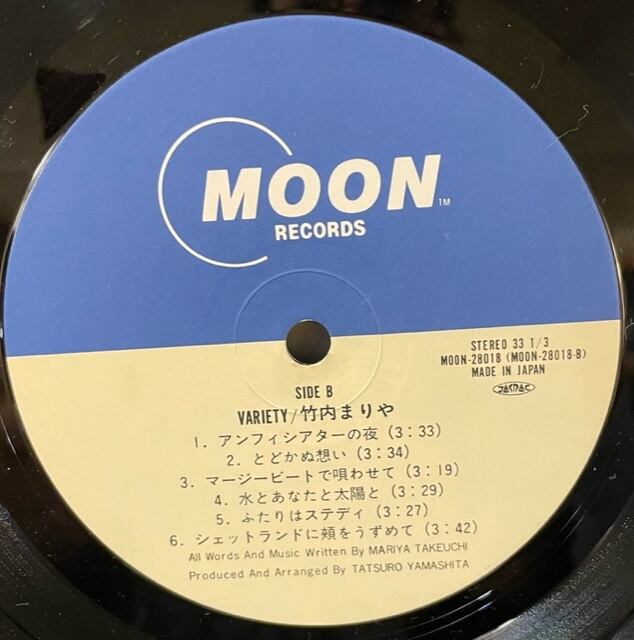 MOON TM
RECORDS
STEREO 33 1/3
MOON-28018 (MOON-28018-B)
MADE IN JAPAN
JASRAC
SIDE B
VARIETY/竹内まりや
1. アンフィシアターの夜 (3:33)
2. とどかぬ想い (3:34)
3. マージービートで唄わせて (3:19)
4. 水とあなたと太陽と (3:29)
5. ふたりはステディ (3:27)
6. シェットランドに頬をうずめて (3:42)
All Words And Music Written By MARIYA TAKEUCHI
Produced And Arranged By TATSURO YAMASHITA